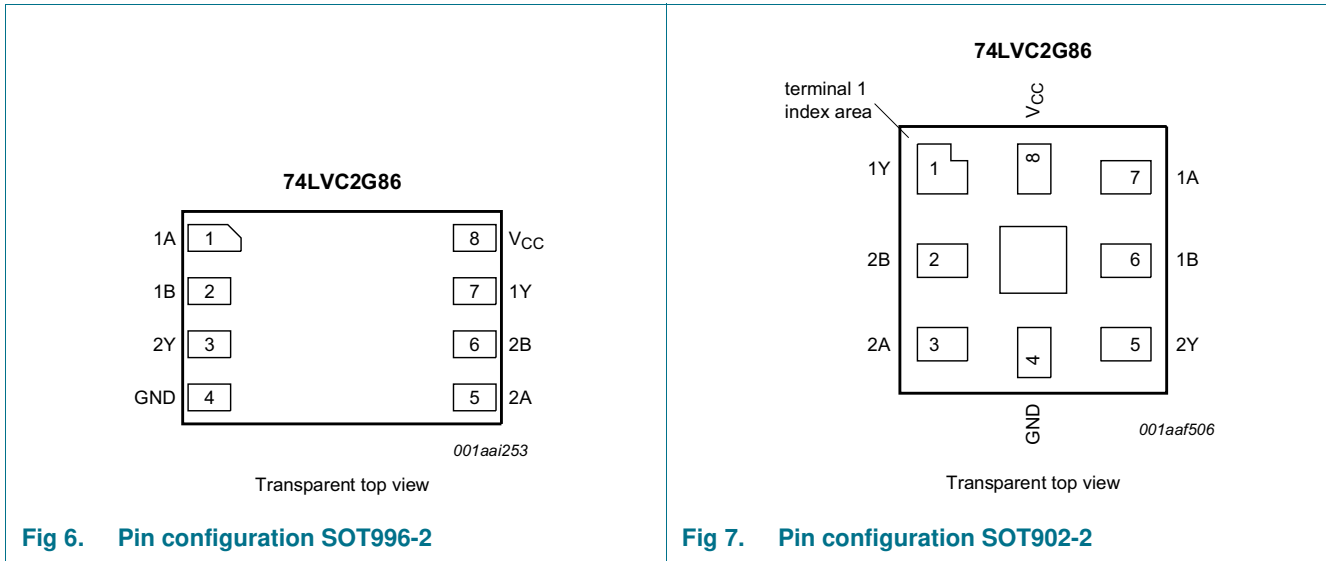 74LVC2G86
1A 1 8 VCC
1B 2 7 1Y
2Y 3 6 2B
GND 4 5 2A
001aai253
Transparent top view
Fig 6. Pin configuration SOT996-2
74LVC2G86
terminal 1
index area
VCC
1Y 1 8 7 1A
2B 2 6 1B
2A 3 4 5 2Y
GND
001aaf506
Transparent top view
Fig 7. Pin configuration SOT902-2